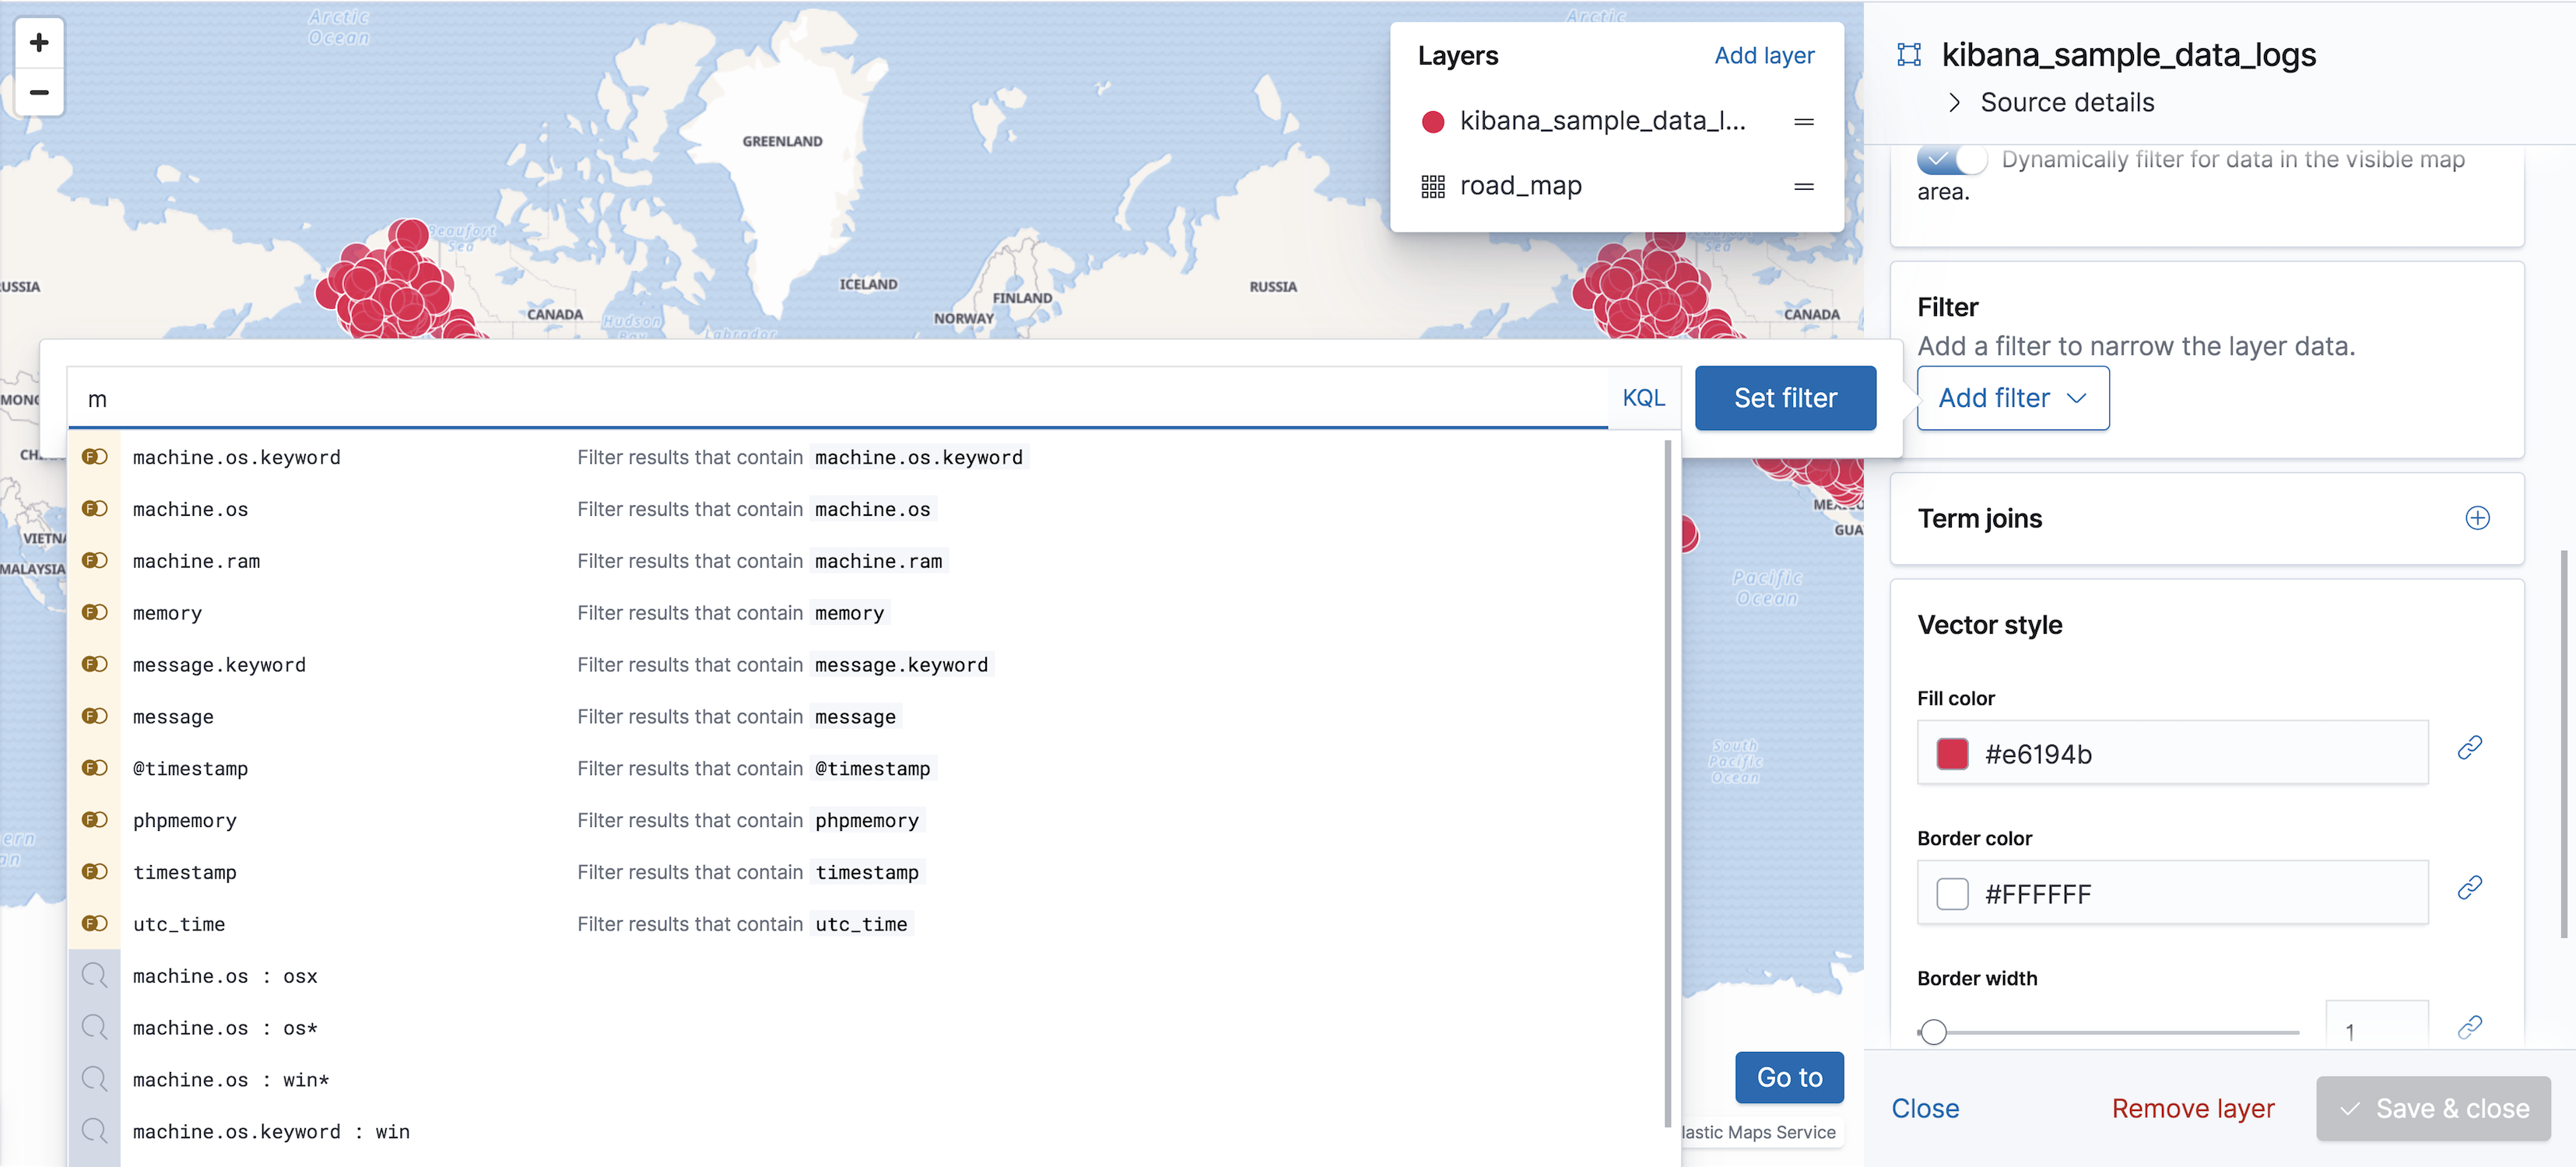 Arctic
Ocean
Arctic
GREENLAND
Beaufort
Sea
ICELAND
FINLAND
NORWAY
RUSSIA
CANADA
CANADA
Hudson
Labrador
USSIA
MONG
VIETNA
MALAYSIA
GUA
Pacific
Ocean
South
Pacific
Ocean
Layers
Add layer
kibana_sample_data_l...
road_map
m
KQL
Set filter
machine.os.keyword Filter results that contain machine.os.keyword
machine.os Filter results that contain machine.os
machine.ram Filter results that contain machine.ram
memory Filter results that contain memory
message.keyword Filter results that contain message.keyword
message Filter results that contain message
@timestamp Filter results that contain @timestamp
phpmemory Filter results that contain phpmemory
timestamp Filter results that contain timestamp
utc_time Filter results that contain utc_time
machine.os : osx
machine.os : os*
machine.os : win*
machine.os.keyword : win
Go to
lastic Maps Service
kibana_sample_data_logs
Source details
Dynamically filter for data in the visible map
area.
Filter
Add a filter to narrow the layer data.
Add filter
Term joins
Vector style
Fill color
#e6194b
Border color
#FFFFFF
Border width
1
Close
Remove layer
Save & close